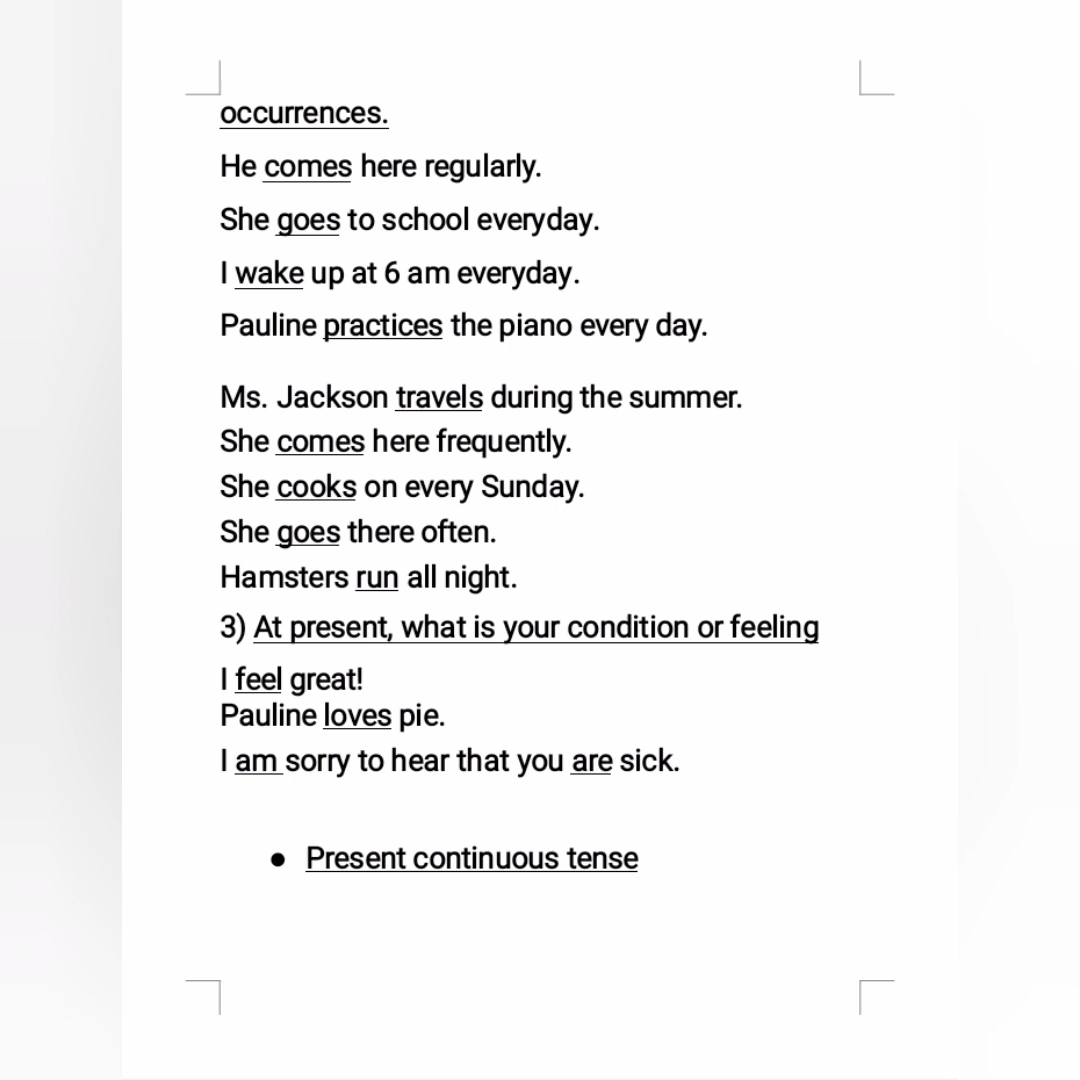 occurrences.
He comes here regularly.
She goes to school everyday.
I wake up at 6 am everyday.
Pauline practices the piano every day.
Ms. Jackson travels during the summer.
She comes here frequently.
She cooks on every Sunday.
She goes there often.
Hamsters run all night.
3) At present, what is your condition or feeling
I feel great!
Pauline loves pie.
I am sorry to hear that you are sick.
● Present continuous tense